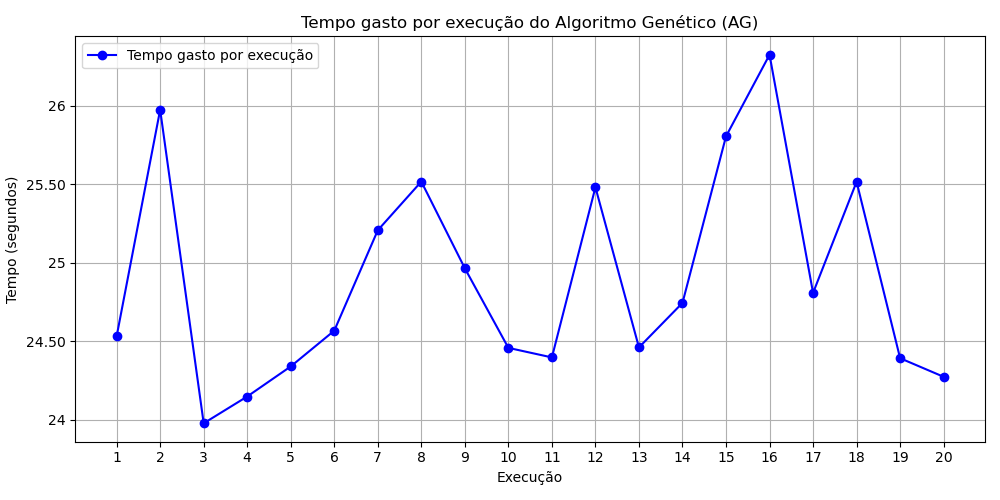 Tempo gasto por execução do Algoritmo Genético (AG)
Tempo gasto por execução
Tempo (segundos)
26
25.50
25
24.50
24
1 2 3 4 5 6 7 8 9 10 11 12 13 14 15 16 17 18 19 20
Execução